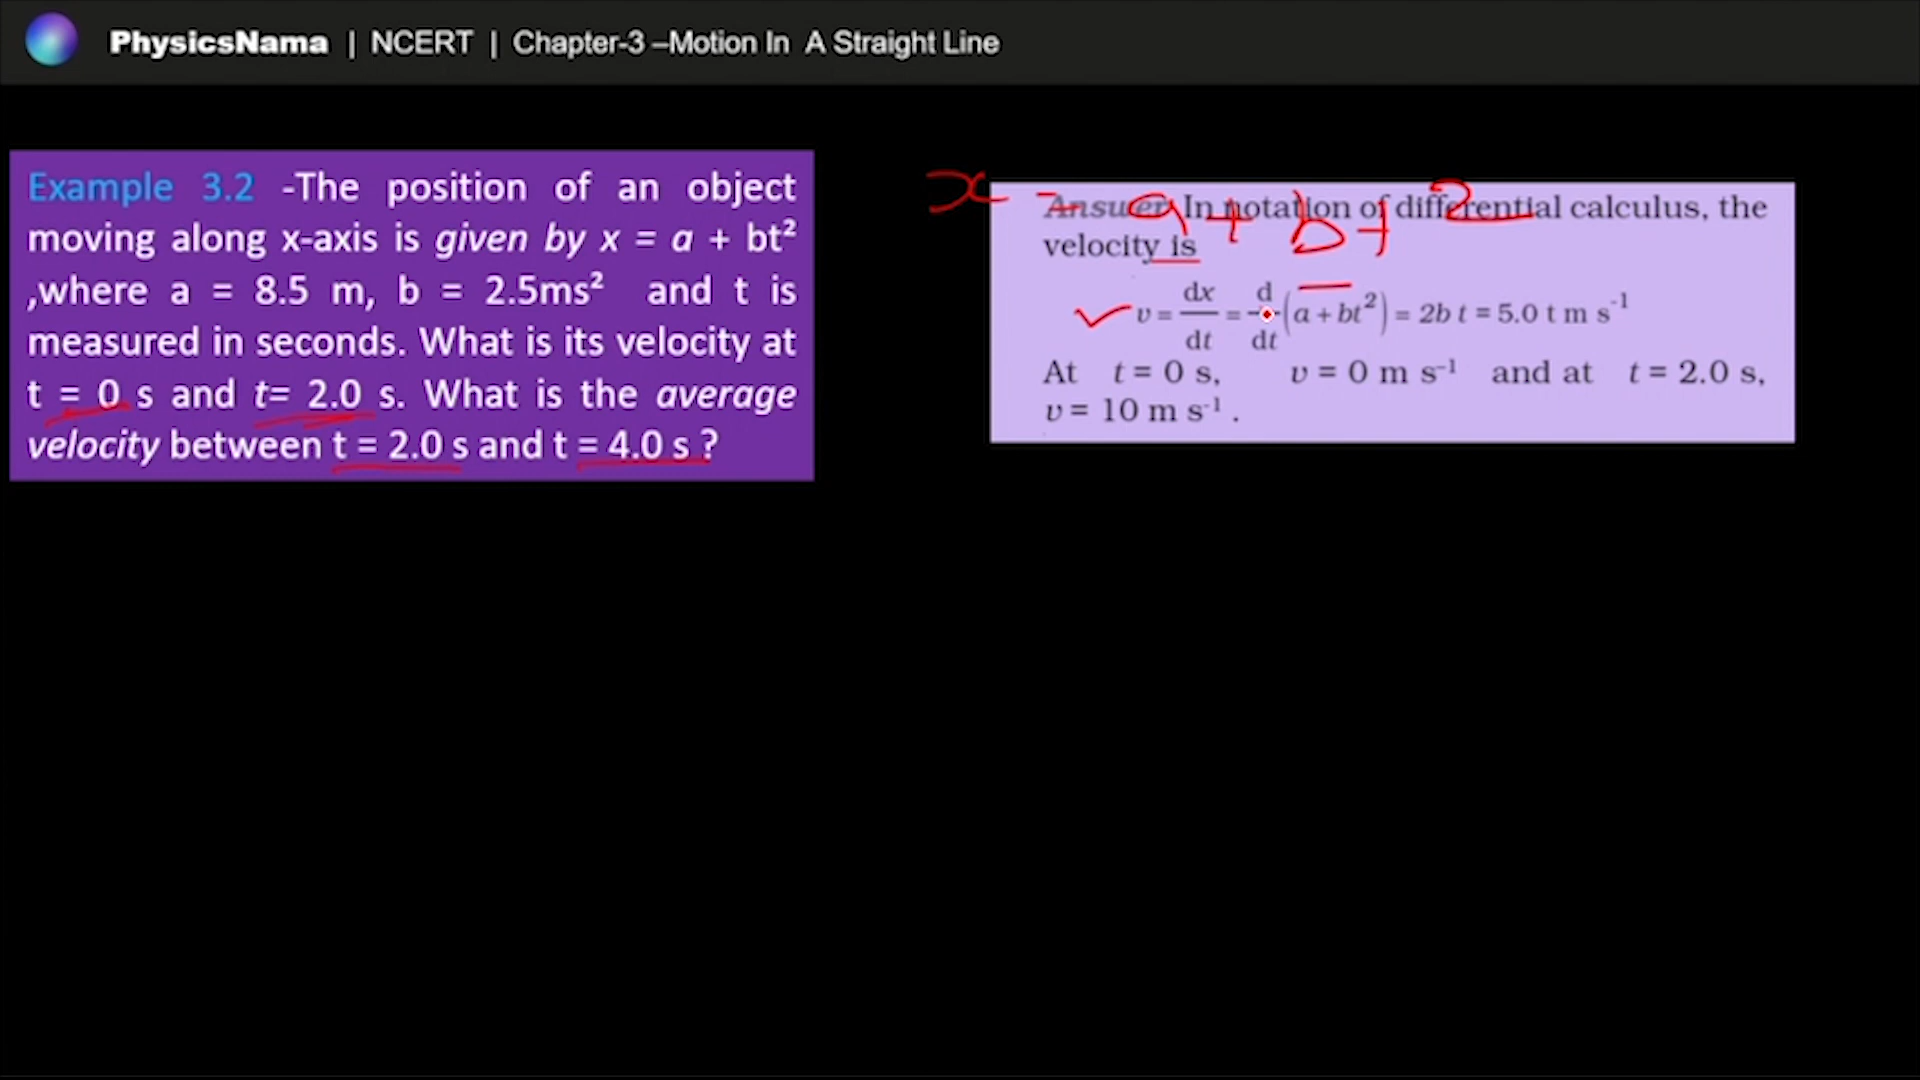 PhysicsNama | NCERT | Chapter-3 –Motion In A Straight Line
Example 3.2 -The position of an object
moving along x-axis is given by x = a + bt²
,where a = 8.5 m, b = 2.5ms² and t is
measured in seconds. What is its velocity at
t = 0 s and t= 2.0 s. What is the average
velocity between t = 2.0 s and t = 4.0 s ?
x = a + bt²
Answer In notation of differential calculus, the
velocity is
v = dx/dt = d/dt (a + bt²) = 2b t = 5.0 t m s⁻¹
At t = 0 s, v = 0 m s⁻¹ and at t = 2.0 s,
v = 10 m s⁻¹ .